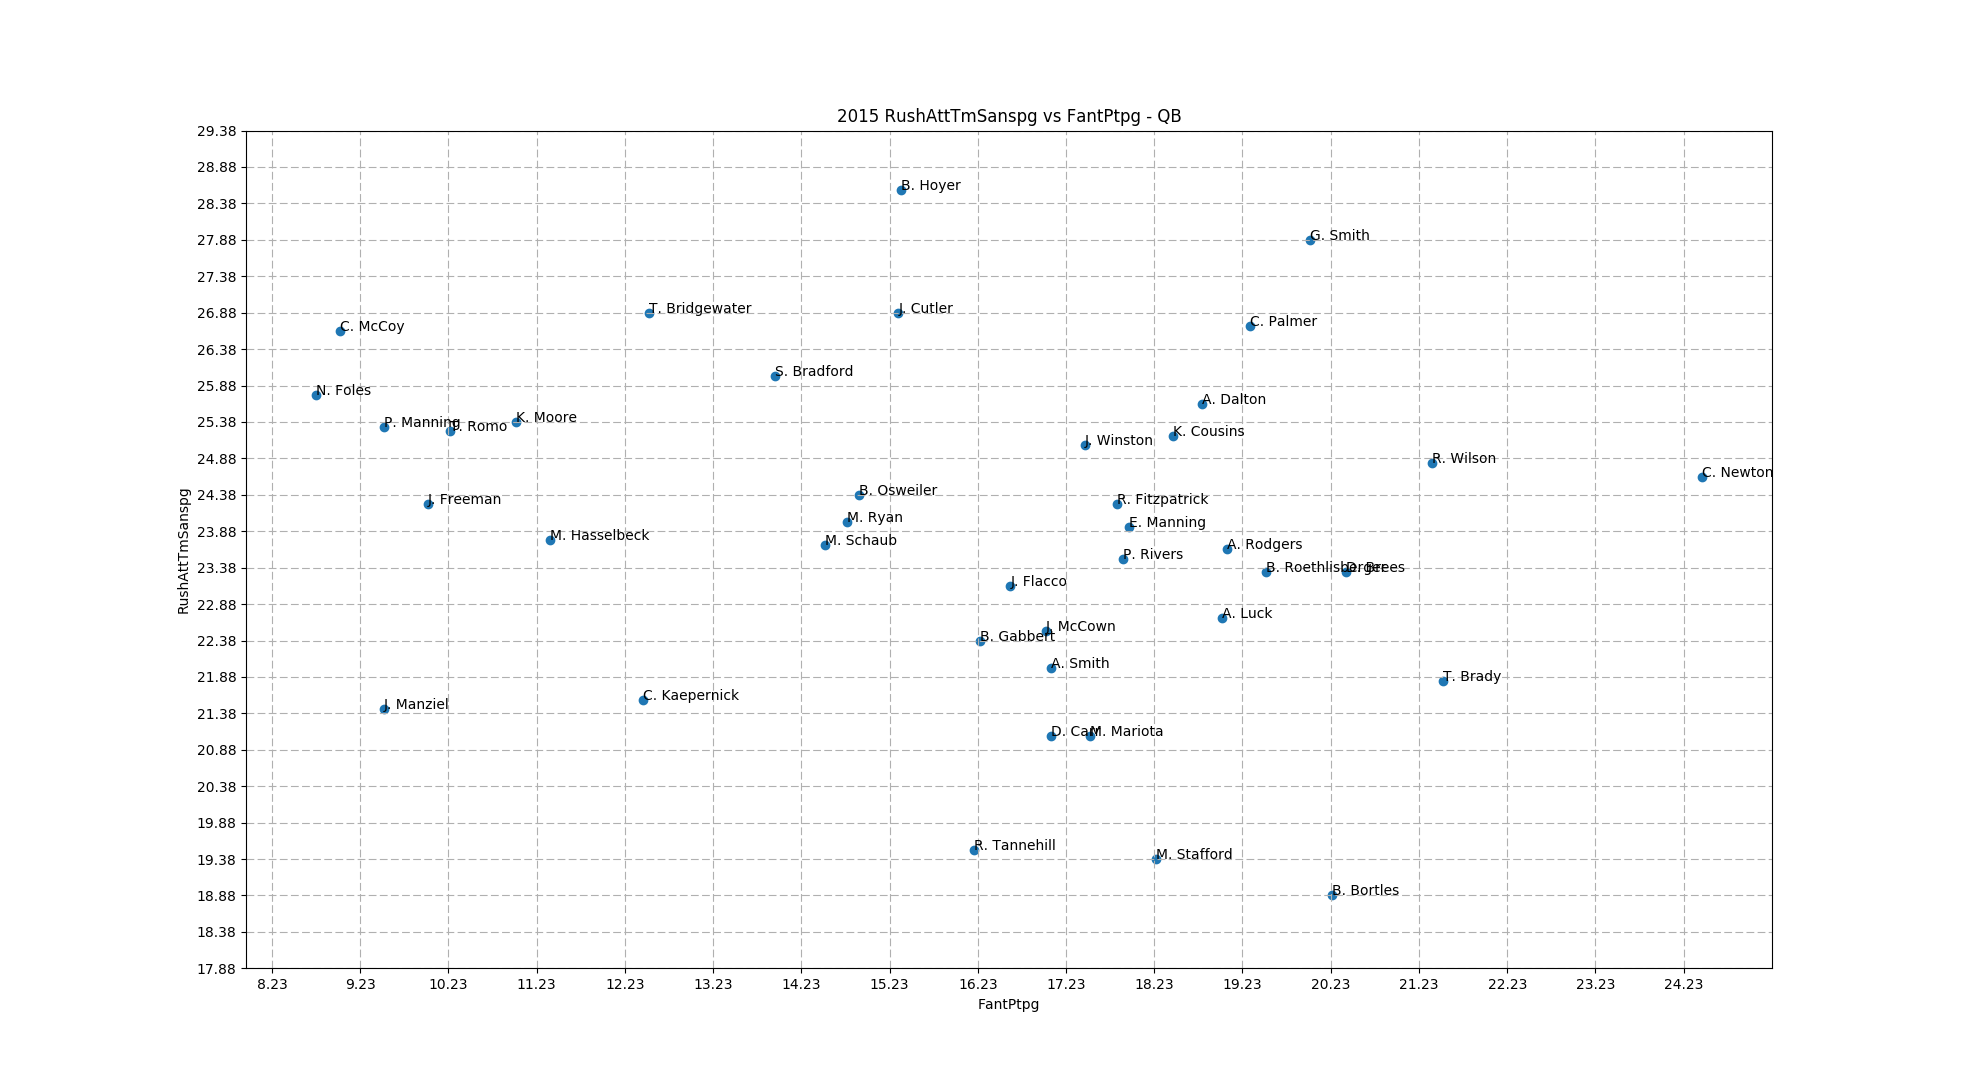 2015 RushAttTmSanspg vs FantPtpg - QB
29.38
28.88
28.38
27.88
27.38
26.88
26.38
25.88
25.38
24.88
24.38
23.88
23.38
22.88
22.38
21.88
21.38
20.88
20.38
19.88
19.38
18.88
18.38
17.88
RushAttTmSanspg
B. Hoyer
G. Smith
T. Bridgewater
J. Cutler
C. Palmer
C. McCoy
S. Bradford
N. Foles
A. Dalton
K. Moore
P. Manning
T. Romo
K. Cousins
J. Winston
R. Wilson
C. Newton
B. Osweiler
J. Freeman
R. Fitzpatrick
M. Ryan
E. Manning
M. Hasselbeck
M. Schaub
A. Rodgers
P. Rivers
B. Roethlisberger
D. Brees
J. Flacco
A. Luck
J. McCown
B. Gabbert
A. Smith
T. Brady
C. Kaepernick
J. Manziel
D. Carr
M. Mariota
R. Tannehill
M. Stafford
B. Bortles
8.23 9.23 10.23 11.23 12.23 13.23 14.23 15.23 16.23 17.23 18.23 19.23 20.23 21.23 22.23 23.23 24.23
FantPtpg